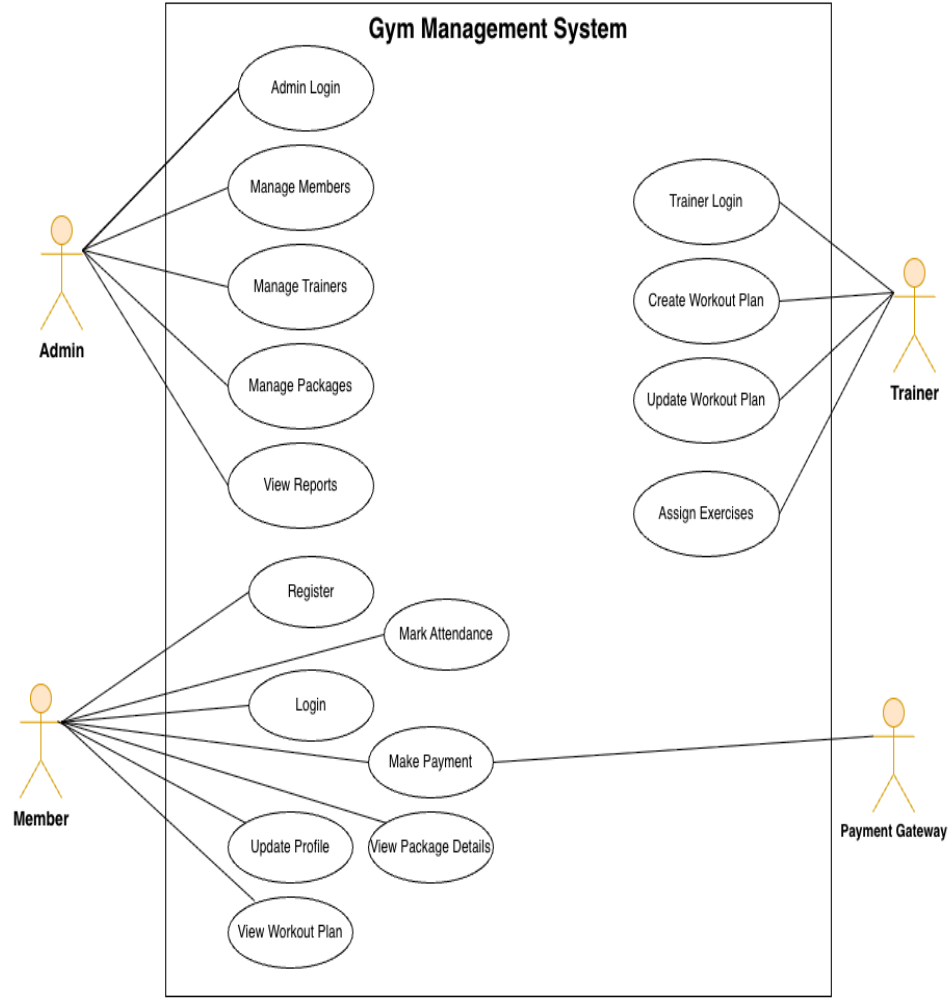 Gym Management System
Admin Login
Manage Members
Trainer Login
Manage Trainers
Create Workout Plan
Admin
Manage Packages
Update Workout Plan
Trainer
View Reports
Assign Exercises
Register
Mark Attendance
Login
Make Payment
Member
Payment Gateway
Update Profile
View Package Details
View Workout Plan